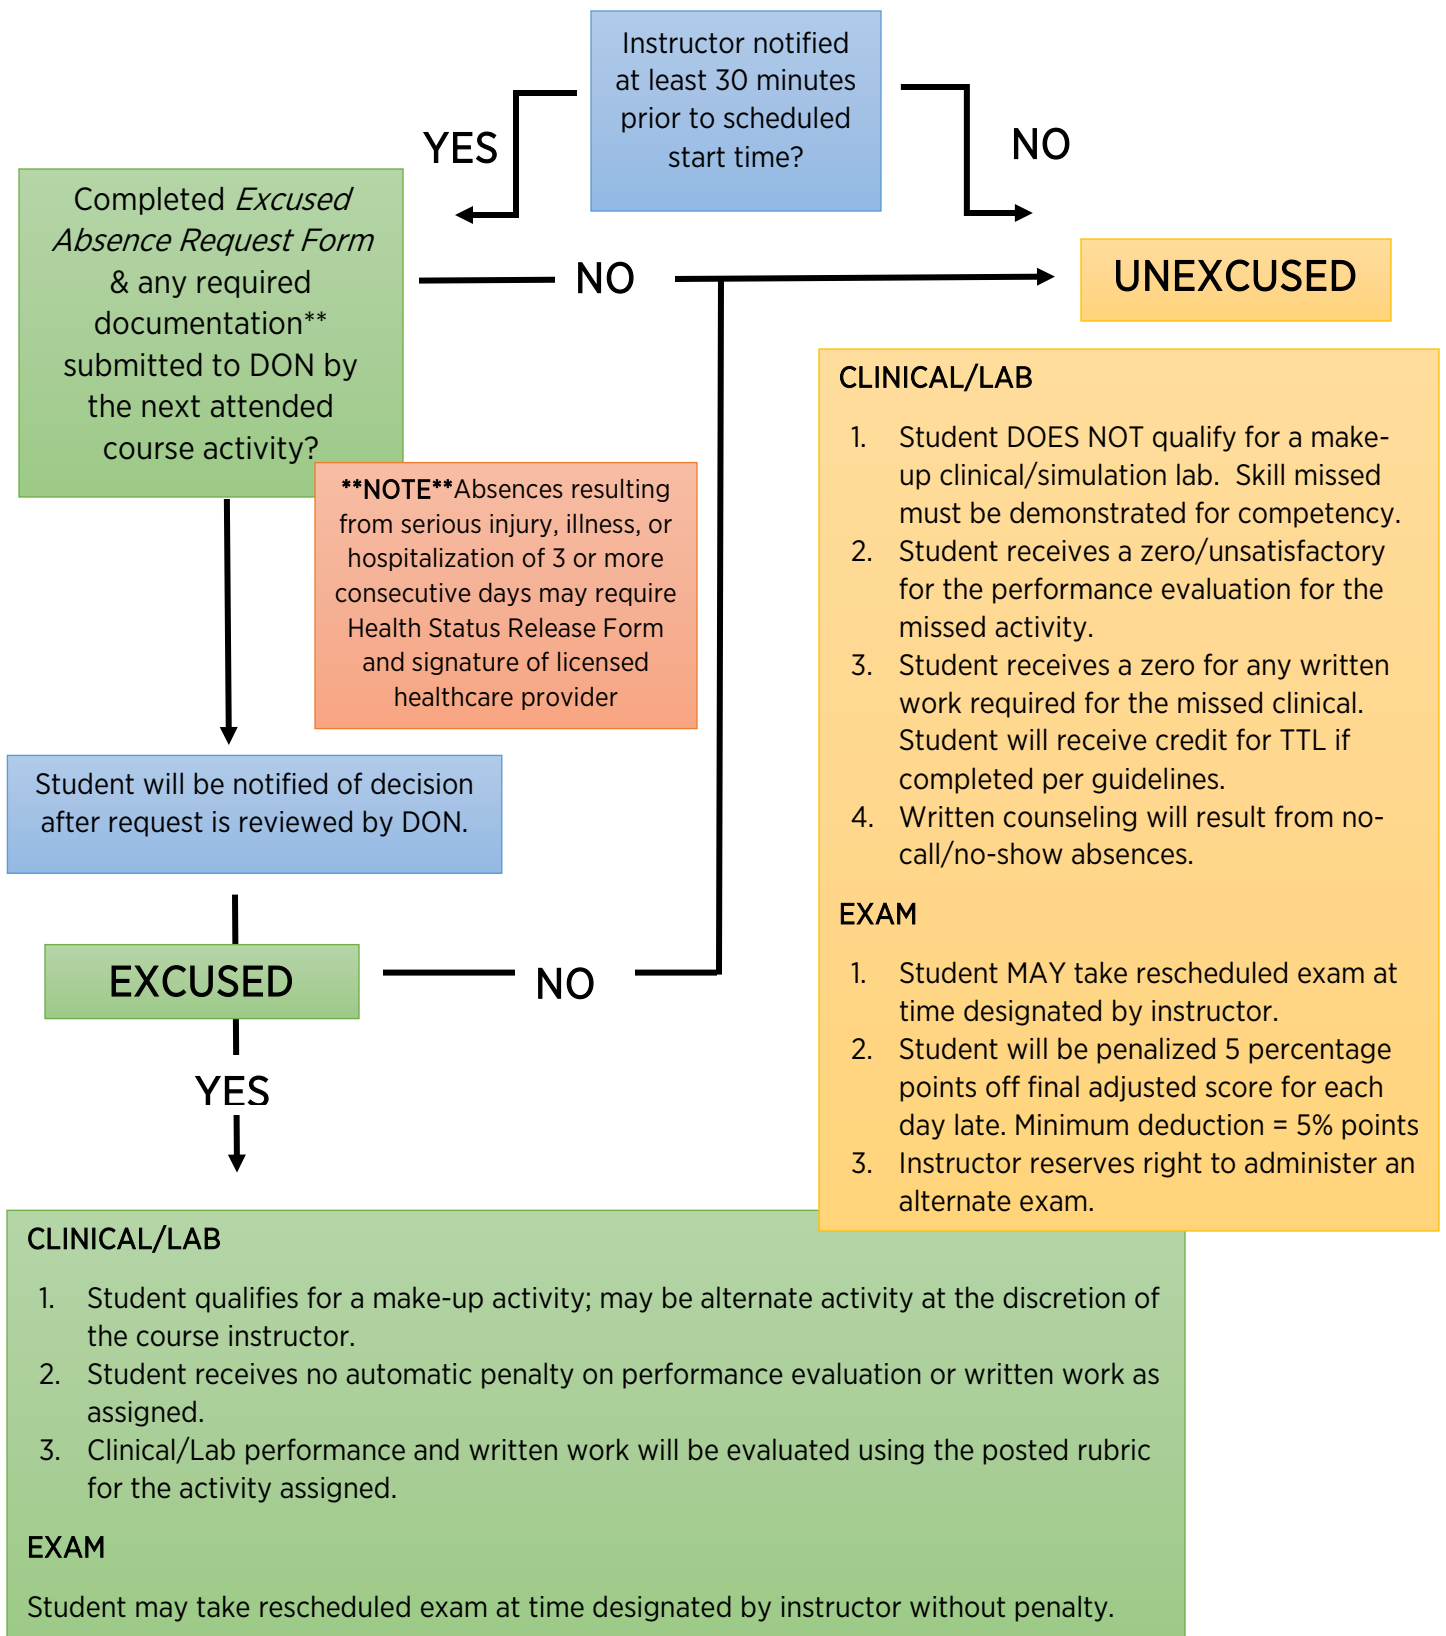 Instructor notified
at least 30 minutes
prior to scheduled
start time?
YES
NO
Completed Excused
Absence Request Form
& any required
documentation**
submitted to DON by
the next attended
course activity?
NO
UNEXCUSED
**NOTE**Absences resulting
from serious injury, illness, or
hospitalization of 3 or more
consecutive days may require
Health Status Release Form
and signature of licensed
healthcare provider
CLINICAL/LAB
1. Student DOES NOT qualify for a make-
up clinical/simulation lab. Skill missed
must be demonstrated for competency.
2. Student receives a zero/unsatisfactory
for the performance evaluation for the
missed activity.
3. Student receives a zero for any written
work required for the missed clinical.
Student will receive credit for TTL if
completed per guidelines.
4. Written counseling will result from no-
call/no-show absences.
EXAM
1. Student MAY take rescheduled exam at
time designated by instructor.
2. Student will be penalized 5 percentage
points off final adjusted score for each
day late. Minimum deduction = 5% points
3. Instructor reserves right to administer an
alternate exam.
Student will be notified of decision
after request is reviewed by DON.
EXCUSED
NO
YES
CLINICAL/LAB
1. Student qualifies for a make-up activity; may be alternate activity at the discretion of
the course instructor.
2. Student receives no automatic penalty on performance evaluation or written work as
assigned.
3. Clinical/Lab performance and written work will be evaluated using the posted rubric
for the activity assigned.
EXAM
Student may take rescheduled exam at time designated by instructor without penalty.